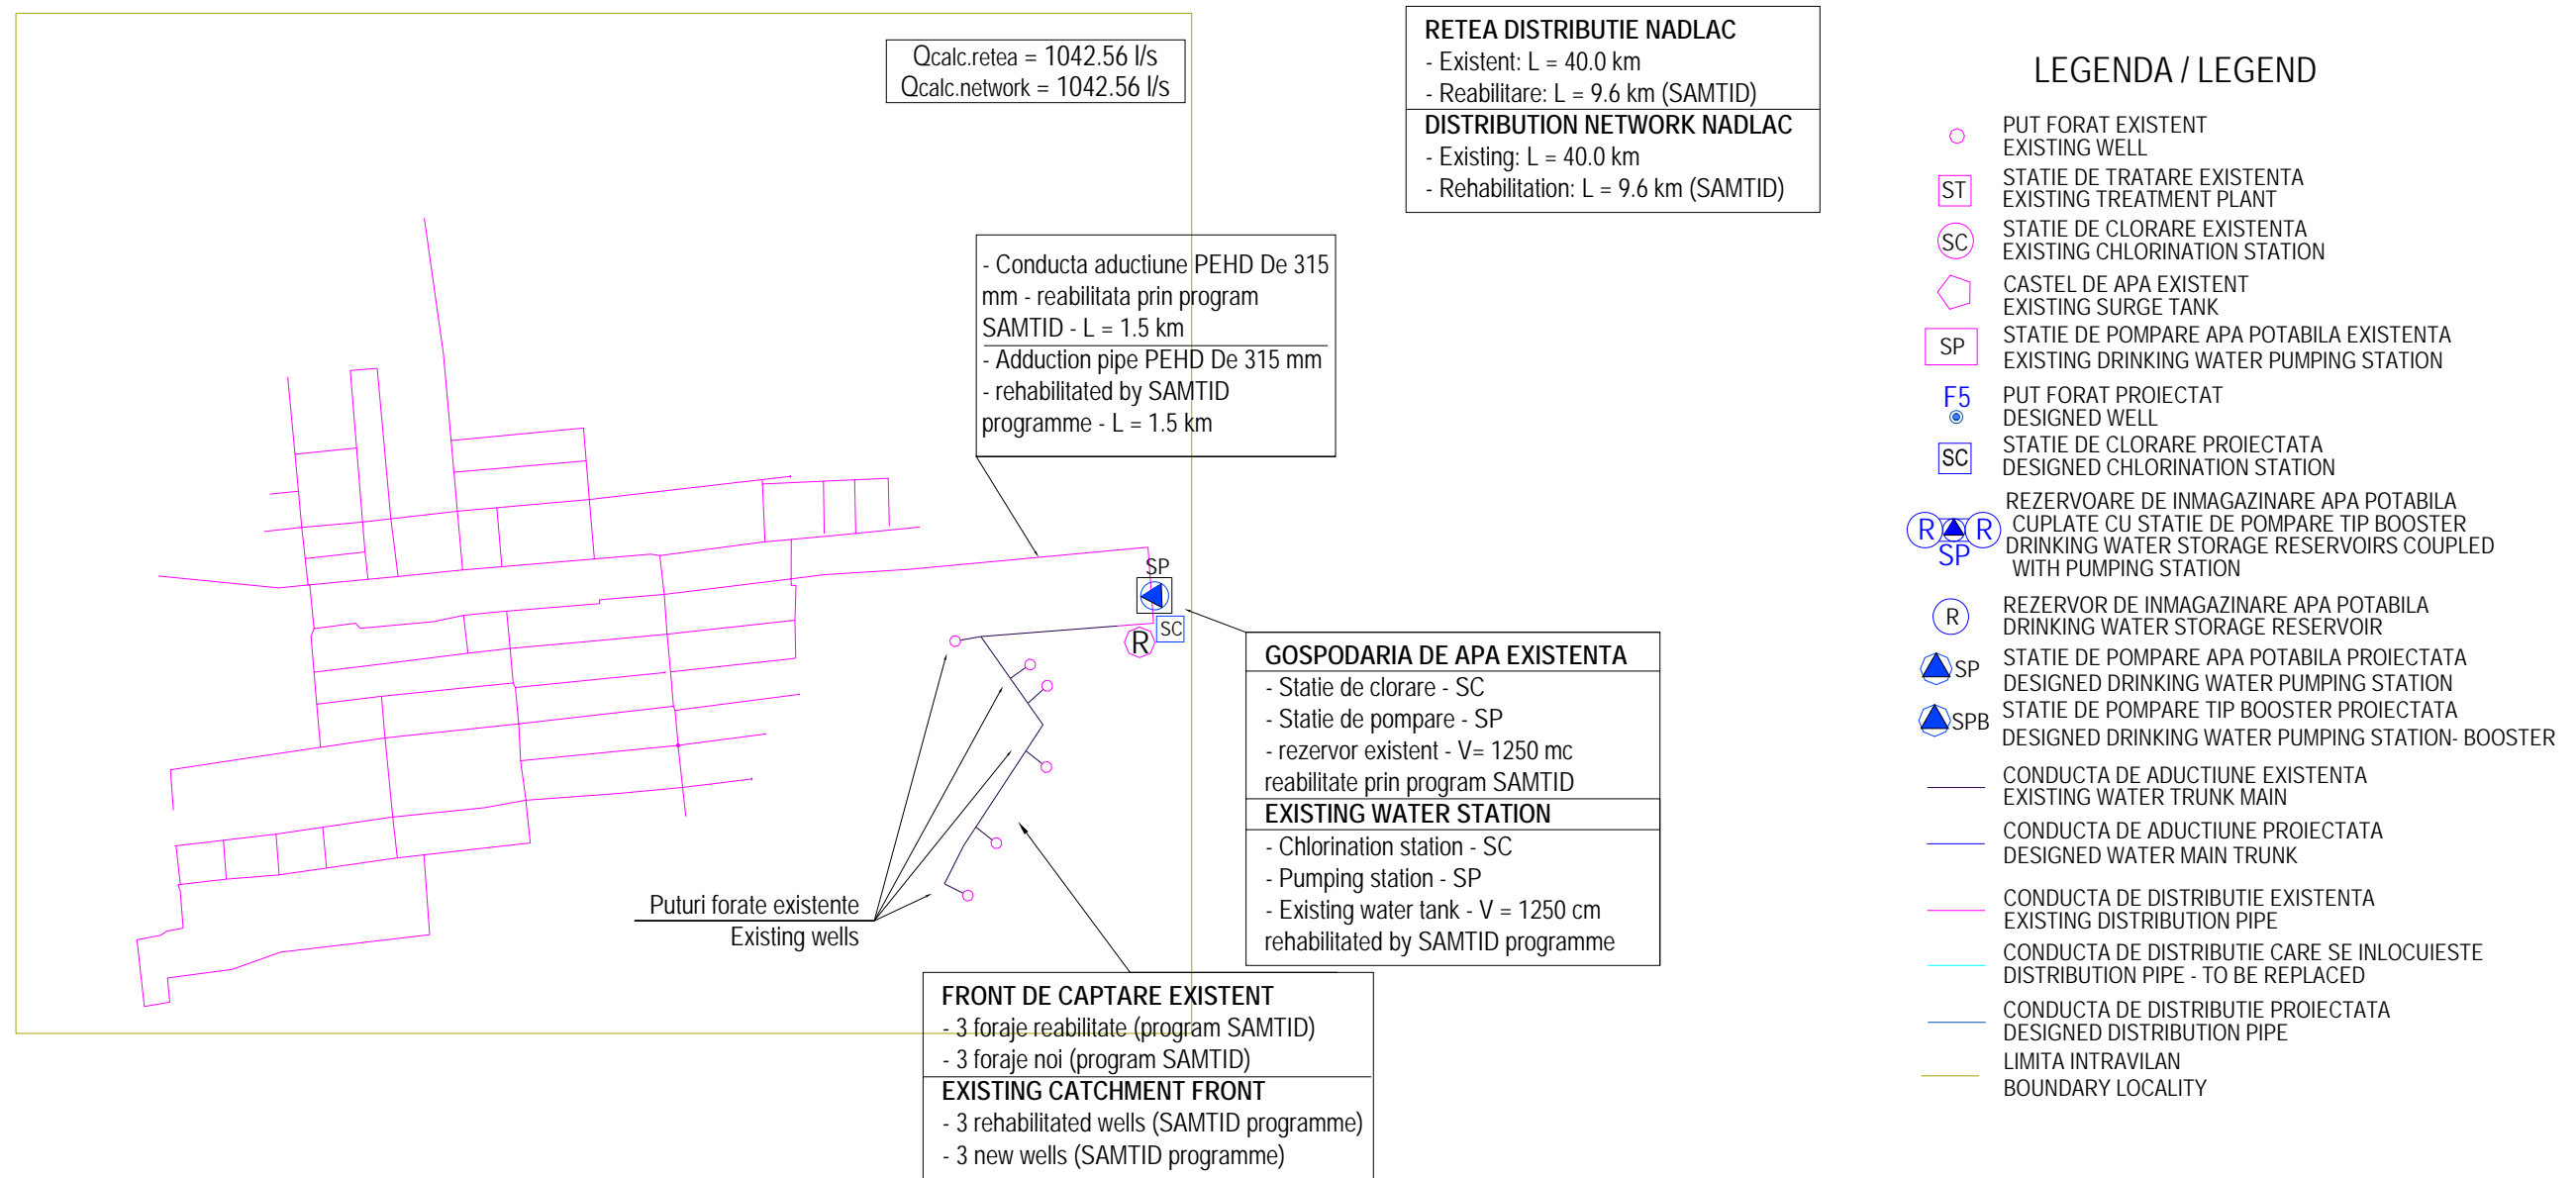 Qcalc.retea = 1042.56 l/s
Qcalc.network = 1042.56 l/s
RETEA DISTRIBUTIE NADLAC
- Existent: L = 40.0 km
- Reabilitare: L = 9.6 km (SAMTID)
DISTRIBUTION NETWORK NADLAC
- Existing: L = 40.0 km
- Rehabilitation: L = 9.6 km (SAMTID)
- Conducta aductiune PEHD De 315
mm - reabilitata prin program
SAMTID - L = 1.5 km
- Adduction pipe PEHD De 315 mm
- rehabilitated by SAMTID
programme - L = 1.5 km
SP
SC
R
GOSPODARIA DE APA EXISTENTA
- Statie de clorare - SC
- Statie de pompare - SP
- rezervor existent - V= 1250 mc
reabilitate prin program SAMTID
EXISTING WATER STATION
- Chlorination station - SC
- Pumping station - SP
- Existing water tank - V = 1250 cm
rehabilitated by SAMTID programme
Puturi forate existente
Existing wells
FRONT DE CAPTARE EXISTENT
- 3 foraje reabilitate (program SAMTID)
- 3 foraje noi (program SAMTID)
EXISTING CATCHMENT FRONT
- 3 rehabilitated wells (SAMTID programme)
- 3 new wells (SAMTID programme)
LEGENDA / LEGEND
PUT FORAT EXISTENT
EXISTING WELL
ST
STATIE DE TRATARE EXISTENTA
EXISTING TREATMENT PLANT
SC
STATIE DE CLORARE EXISTENTA
EXISTING CHLORINATION STATION
CASTEL DE APA EXISTENT
EXISTING SURGE TANK
SP
STATIE DE POMPARE APA POTABILA EXISTENTA
EXISTING DRINKING WATER PUMPING STATION
F5
PUT FORAT PROIECTAT
DESIGNED WELL
SC
STATIE DE CLORARE PROIECTATA
DESIGNED CHLORINATION STATION
R R
SP
REZERVOARE DE INMAGAZINARE APA POTABILA
CUPLATE CU STATIE DE POMPARE TIP BOOSTER
DRINKING WATER STORAGE RESERVOIRS COUPLED
WITH PUMPING STATION
R
REZERVOR DE INMAGAZINARE APA POTABILA
DRINKING WATER STORAGE RESERVOIR
SP
STATIE DE POMPARE APA POTABILA PROIECTATA
DESIGNED DRINKING WATER PUMPING STATION
SPB
STATIE DE POMPARE TIP BOOSTER PROIECTATA
DESIGNED DRINKING WATER PUMPING STATION- BOOSTER
CONDUCTA DE ADUCTIUNE EXISTENTA
EXISTING WATER TRUNK MAIN
CONDUCTA DE ADUCTIUNE PROIECTATA
DESIGNED WATER MAIN TRUNK
CONDUCTA DE DISTRIBUTIE EXISTENTA
EXISTING DISTRIBUTION PIPE
CONDUCTA DE DISTRIBUTIE CARE SE INLOCUIESTE
DISTRIBUTION PIPE - TO BE REPLACED
CONDUCTA DE DISTRIBUTIE PROIECTATA
DESIGNED DISTRIBUTION PIPE
LIMITA INTRAVILAN
BOUNDARY LOCALITY